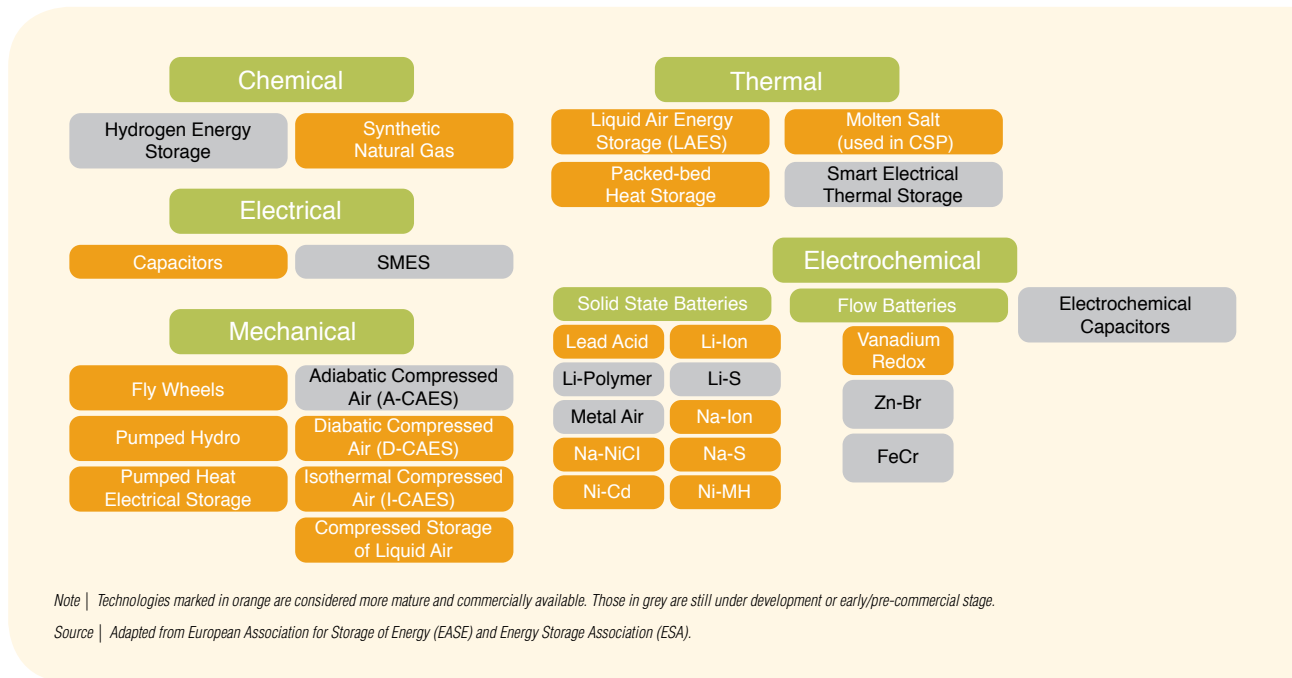 Chemical
Hydrogen Energy
Storage
Synthetic
Natural Gas
Electrical
Capacitors
SMES
Mechanical
Fly Wheels
Adiabatic Compressed
Air (A-CAES)
Pumped Hydro
Diabatic Compressed
Air (D-CAES)
Pumped Heat
Electrical Storage
Isothermal Compressed
Air (I-CAES)
Compressed Storage
of Liquid Air
Thermal
Liquid Air Energy
Storage (LAES)
Molten Salt
(used in CSP)
Packed-bed
Heat Storage
Smart Electrical
Thermal Storage
Electrochemical
Solid State Batteries
Lead Acid
Li-Ion
Li-Polymer
Li-S
Metal Air
Na-Ion
Na-NiCl
Na-S
Ni-Cd
Ni-MH
Flow Batteries
Vanadium
Redox
Zn-Br
FeCr
Electrochemical
Capacitors
Note | Technologies marked in orange are considered more mature and commercially available. Those in grey are still under development or early/pre-commercial stage.
Source | Adapted from European Association for Storage of Energy (EASE) and Energy Storage Association (ESA).